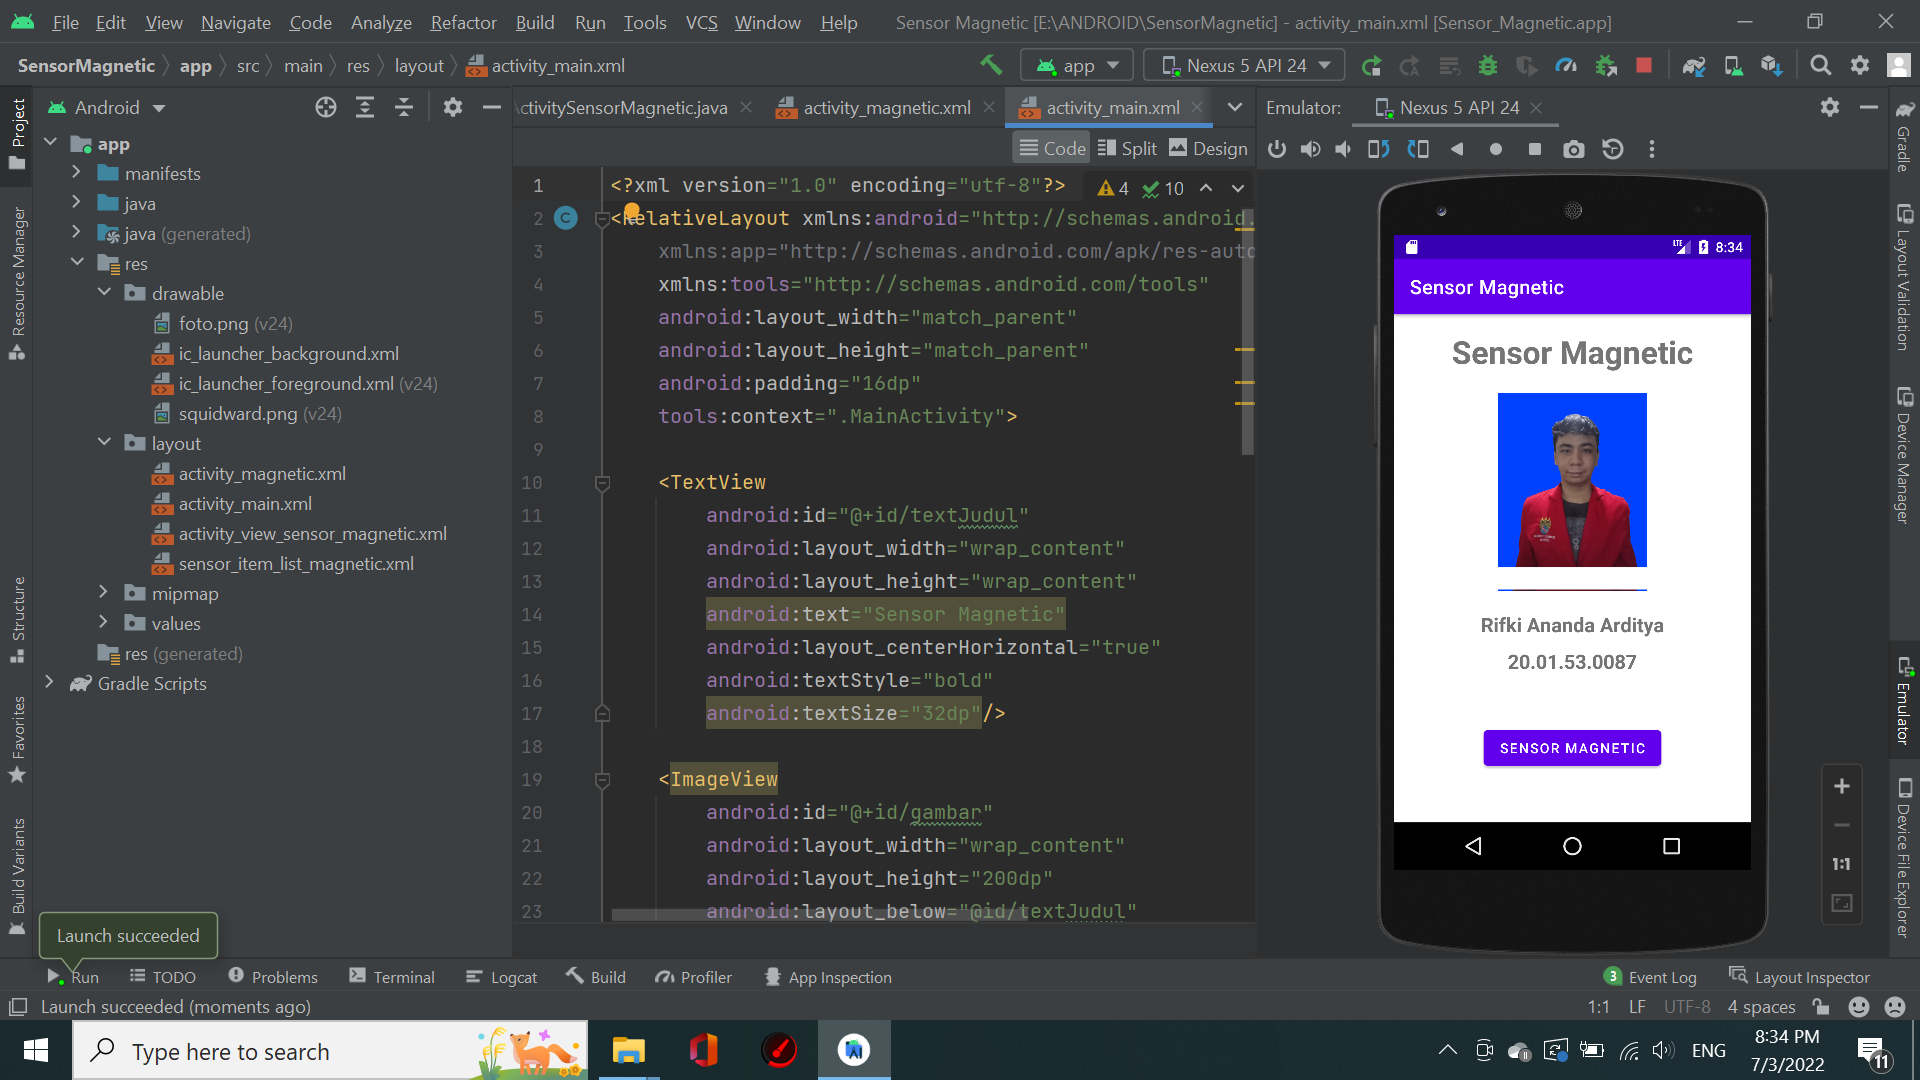 File Edit View Navigate Code Analyze Refactor Build Run Tools VCS Window Help Sensor Magnetic [E:\ANDROID\SensorMagnetic] - activity_main.xml [Sensor_Magnetic.app]
SensorMagnetic app src main res layout activity_main.xml
app
Nexus 5 API 24
Android
ctivitySensorMagnetic.java
activity_magnetic.xml
activity_main.xml
Emulator:
Nexus 5 API 24
Code
Split
Design
Project
Resource Manager
Structure
Favorites
Build Variants
app
manifests
java
java (generated)
res
drawable
foto.png (v24)
ic_launcher_background.xml
ic_launcher_foreground.xml (v24)
squidward.png (v24)
layout
activity_magnetic.xml
activity_main.xml
activity_view_sensor_magnetic.xml
sensor_item_list_magnetic.xml
mipmap
values
res (generated)
Gradle Scripts
4 10
1 <?xml version="1.0" encoding="utf-8"?>
2 <RelativeLayout xmlns:android="http://schemas.android.
3 xmlns:app="http://schemas.android.com/apk/res-auto
4 xmlns:tools="http://schemas.android.com/tools"
5 android:layout_width="match_parent"
6 android:layout_height="match_parent"
7 android:padding="16dp"
8 tools:context=".MainActivity">
9
10 <TextView
11 android:id="@+id/textJudul"
12 android:layout_width="wrap_content"
13 android:layout_height="wrap_content"
14 android:text="Sensor Magnetic"
15 android:layout_centerHorizontal="true"
16 android:textStyle="bold"
17 android:textSize="32dp"/>
18
19 <ImageView
20 android:id="@+id/gambar"
21 android:layout_width="wrap_content"
22 android:layout_height="200dp"
23 android:layout_below="@id/textJudul"
LTE 8:34
Sensor Magnetic
Sensor Magnetic
Rifki Ananda Arditya
20.01.53.0087
SENSOR MAGNETIC
1:1
Gradle
Layout Validation
Device Manager
Emulator
Device File Explorer
Launch succeeded
Run TODO Problems Terminal Logcat Build Profiler App Inspection
3 Event Log Layout Inspector
Launch succeeded (moments ago)
1:1 LF UTF-8 4 spaces
Type here to search
ENG
8:34 PM
7/3/2022
11